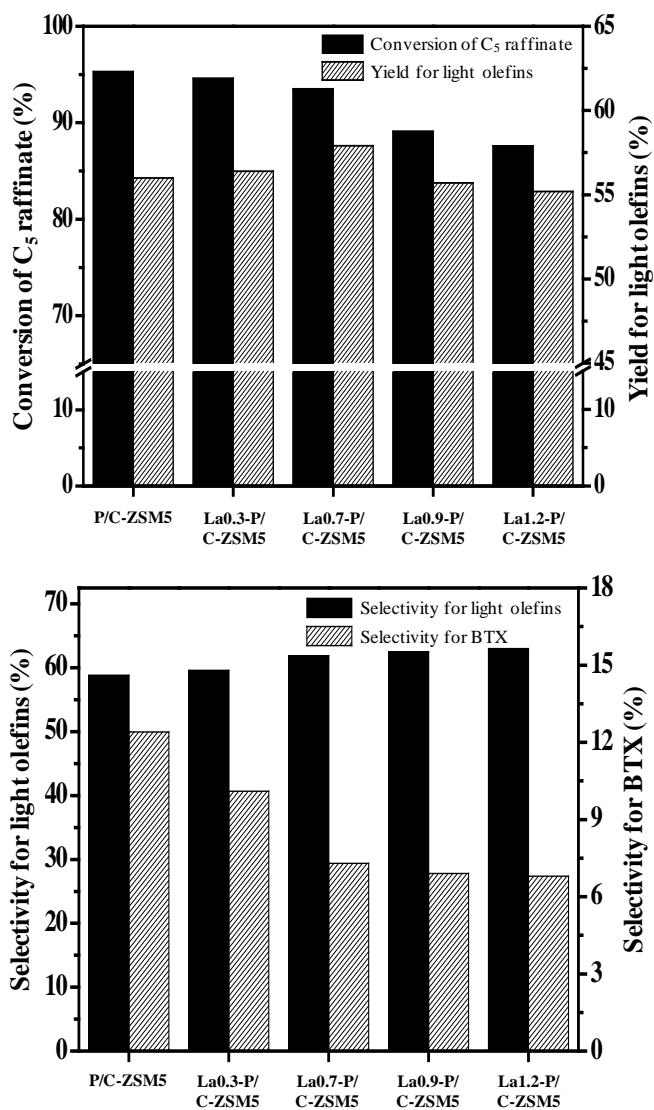 Conversion of C5 raffinate
Yield for light olefins
Conversion of C5 raffinate (%)
100
90
80
70
10
0
Yield for light olefins (%)
65
60
55
50
45
10
0
P/C-ZSM5
La0.3-P/
C-ZSM5
La0.7-P/
C-ZSM5
La0.9-P/
C-ZSM5
La1.2-P/
C-ZSM5
Selectivity for light olefins
Selectivity for BTX
Selectivity for light olefins (%)
70
60
50
40
30
20
10
0
Selectivity for BTX (%)
18
15
12
9
6
3
0
P/C-ZSM5
La0.3-P/
C-ZSM5
La0.7-P/
C-ZSM5
La0.9-P/
C-ZSM5
La1.2-P/
C-ZSM5